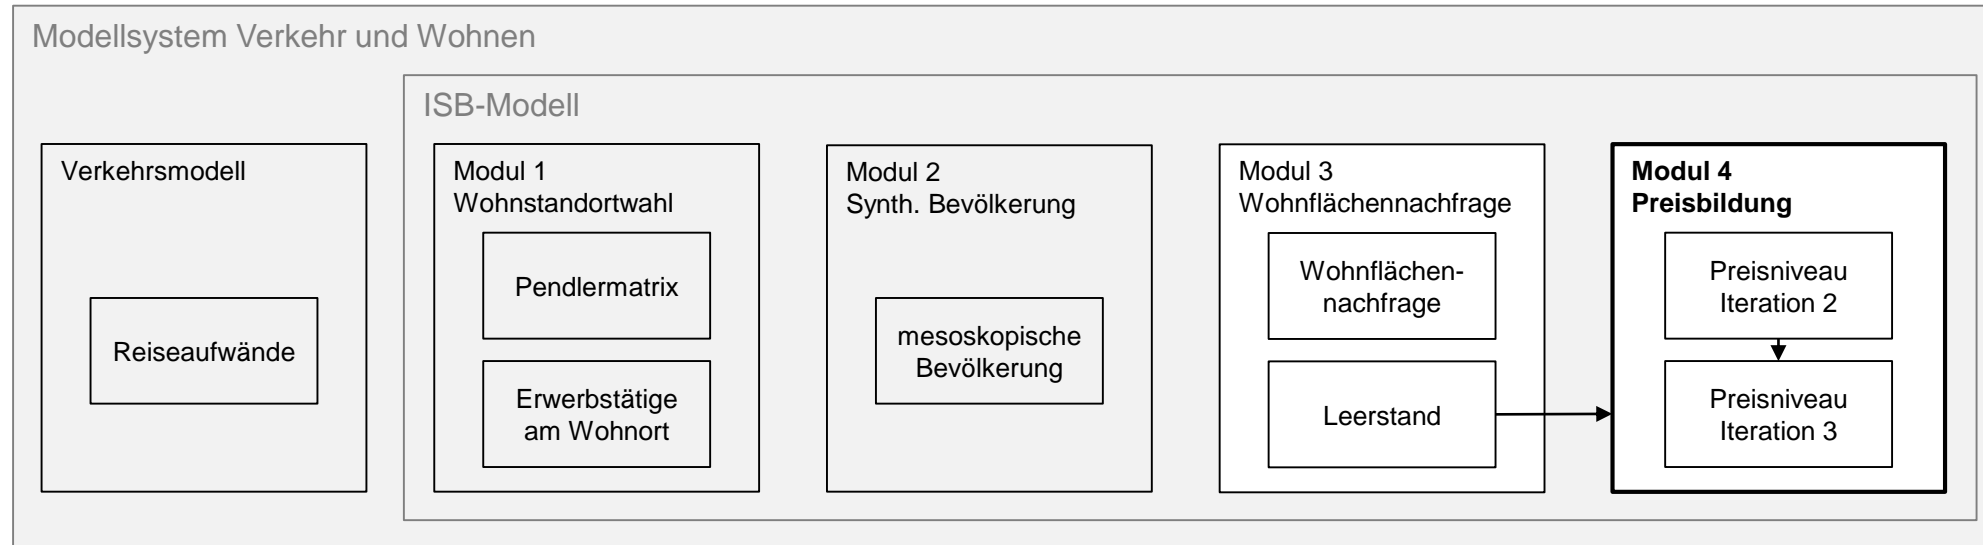 Modellsystem Verkehr und Wohnen
ISB-Modell
Verkehrsmodell
Reiseaufwände
Modul 1
Wohnstandortwahl
Pendlermatrix
Erwerbstätige
am Wohnort
Modul 2
Synth. Bevölkerung
mesoskopische
Bevölkerung
Modul 3
Wohnflächennachfrage
Wohnflächen-
nachfrage
Leerstand
Modul 4
Preisbildung
Preisniveau
Iteration 2
Preisniveau
Iteration 3